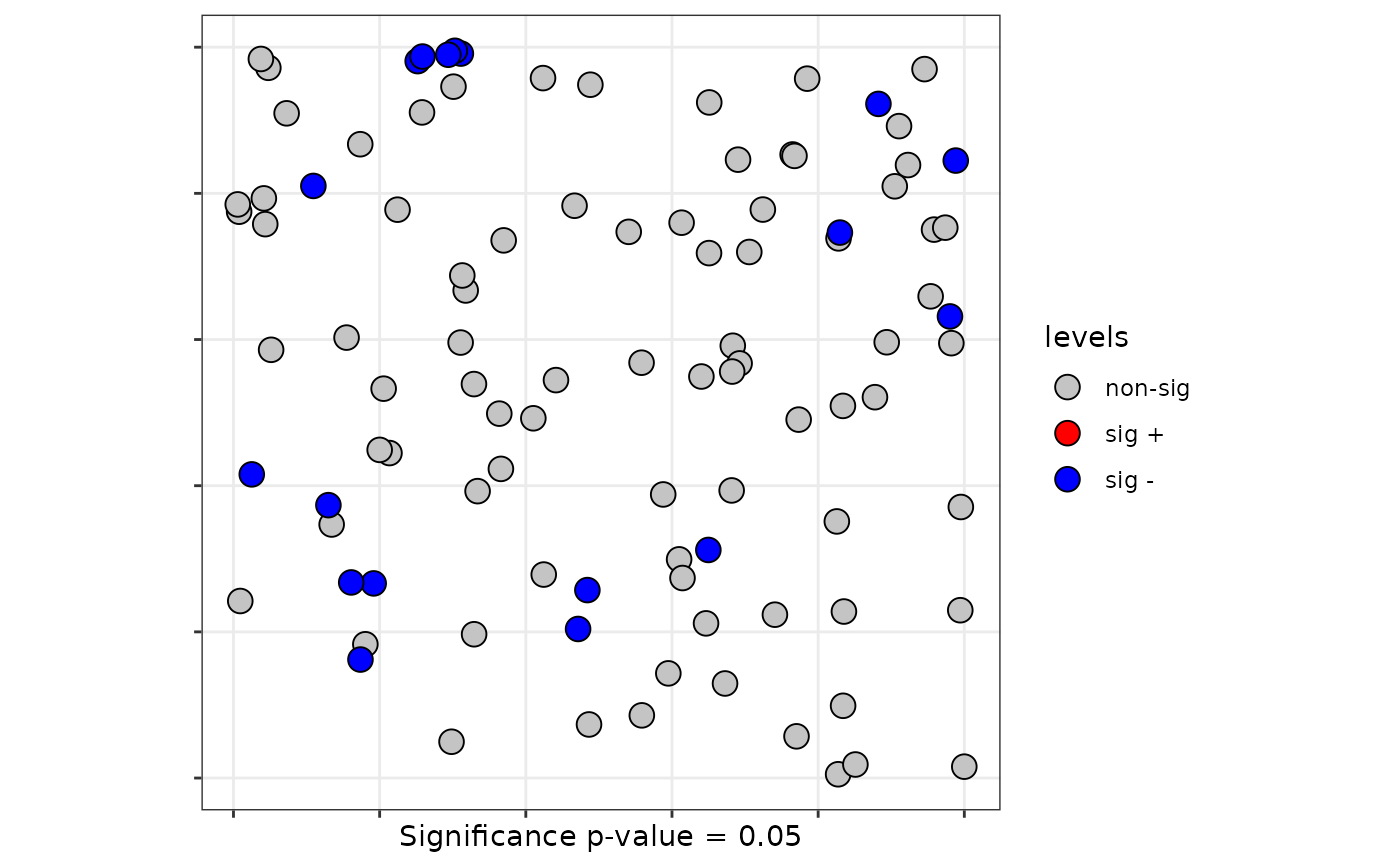 levels
non-sig
sig +
sig -
Significance p-value = 0.05